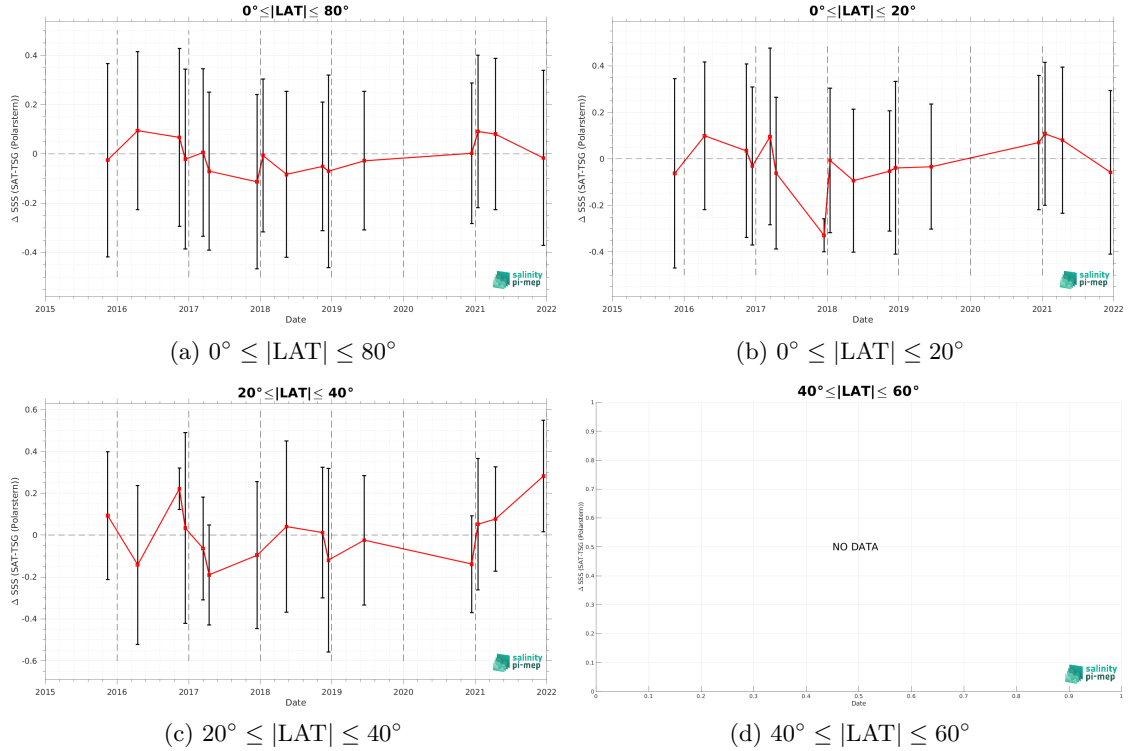 0°≤|LAT|≤ 80°
Δ SSS (SAT-TSG (Polarstern))
0.4
0.2
0
-0.2
-0.4
2015 2016 2017 2018 2019 2020 2021 2022
Date
salinity
pi-mep
(a) 0° ≤ |LAT| ≤ 80°
0°≤|LAT|≤ 20°
Δ SSS (SAT-TSG (Polarstern))
0.4
0.2
0
-0.2
-0.4
2015 2016 2017 2018 2019 2020 2021 2022
Date
salinity
pi-mep
(b) 0° ≤ |LAT| ≤ 20°
20°≤|LAT|≤ 40°
Δ SSS (SAT-TSG (Polarstern))
0.6
0.4
0.2
0
-0.2
-0.4
-0.6
2015 2016 2017 2018 2019 2020 2021 2022
Date
salinity
pi-mep
(c) 20° ≤ |LAT| ≤ 40°
40°≤|LAT|≤ 60°
Δ SSS (SAT-TSG (Polarstern))
1
0.9
0.8
0.7
0.6
0.5
0.4
0.3
0.2
0.1
0
NO DATA
0 0.1 0.2 0.3 0.4 0.5 0.6 0.7 0.8 0.9 1
Date
salinity
pi-mep
(d) 40° ≤ |LAT| ≤ 60°